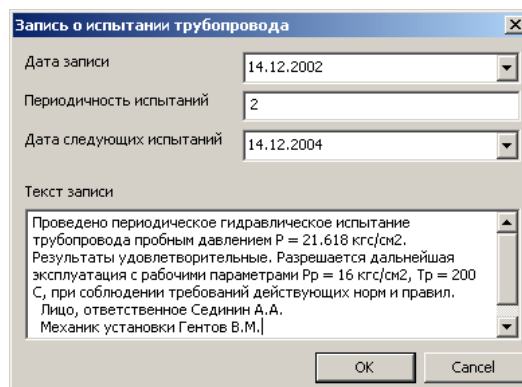 Запись о испытании трубопровода
Дата записи
14.12.2002
Периодичность испытаний
2
Дата следующих испытаний
14.12.2004
Текст записи
Проведено периодическое гидравлическое испытание
трубопровода пробным давлением P = 21.618 кгс/см2.
Результаты удовлетворительные. Разрешается дальнейшая
эксплуатация с рабочими параметрами Pp = 16 кгс/см2, Tp = 200
C, при соблюдении требований действующих норм и правил.
Лицо, ответственное Сединин А.А.
Механик установки Гентов В.М.
OK Cancel